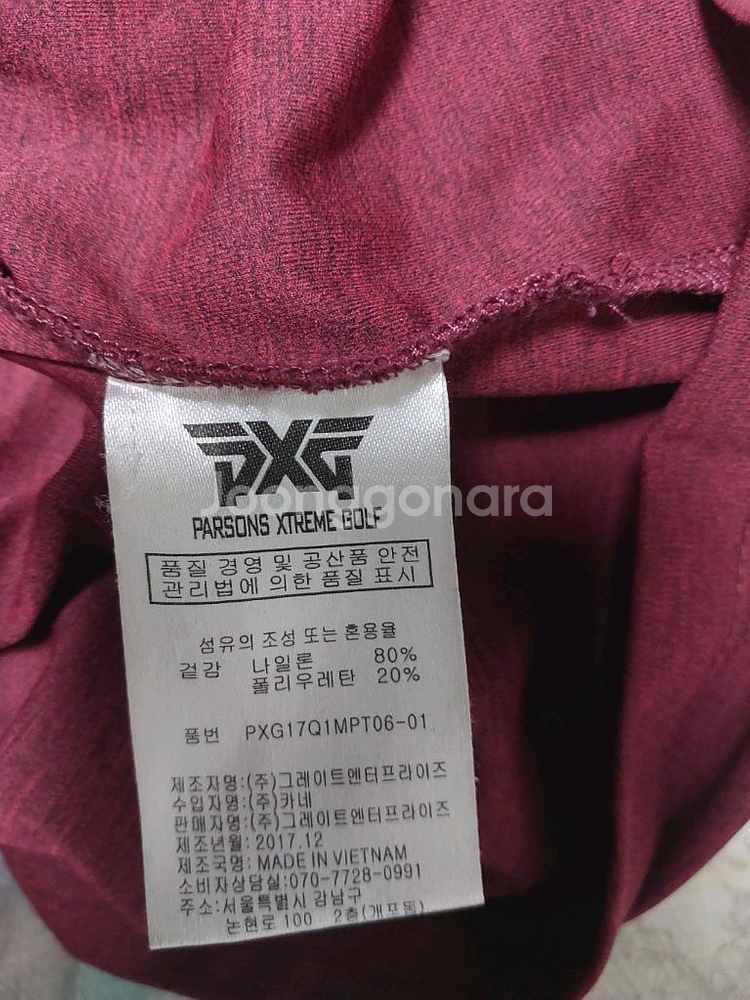 PXG
Joongonara
PARSONS XTREME GOLF
품질 경영 및 공산품 안전
관리법에 의한 품질 표시
섬유의 조성 또는 혼용율
겉감 나일론 80%
폴리우레탄 20%
품번 PXG17Q1MPT06-01
제조자명:(주)그레이트엔터프라이즈
수입자명:(주)카네
판매자명:(주)그레이트엔터프라이즈
제조년월: 2017.12
제조국명: MADE IN VIETNAM
소비자상담실:070-7728-0991
주소:서울특별시 강남구
논현로 100 2층(개포동)